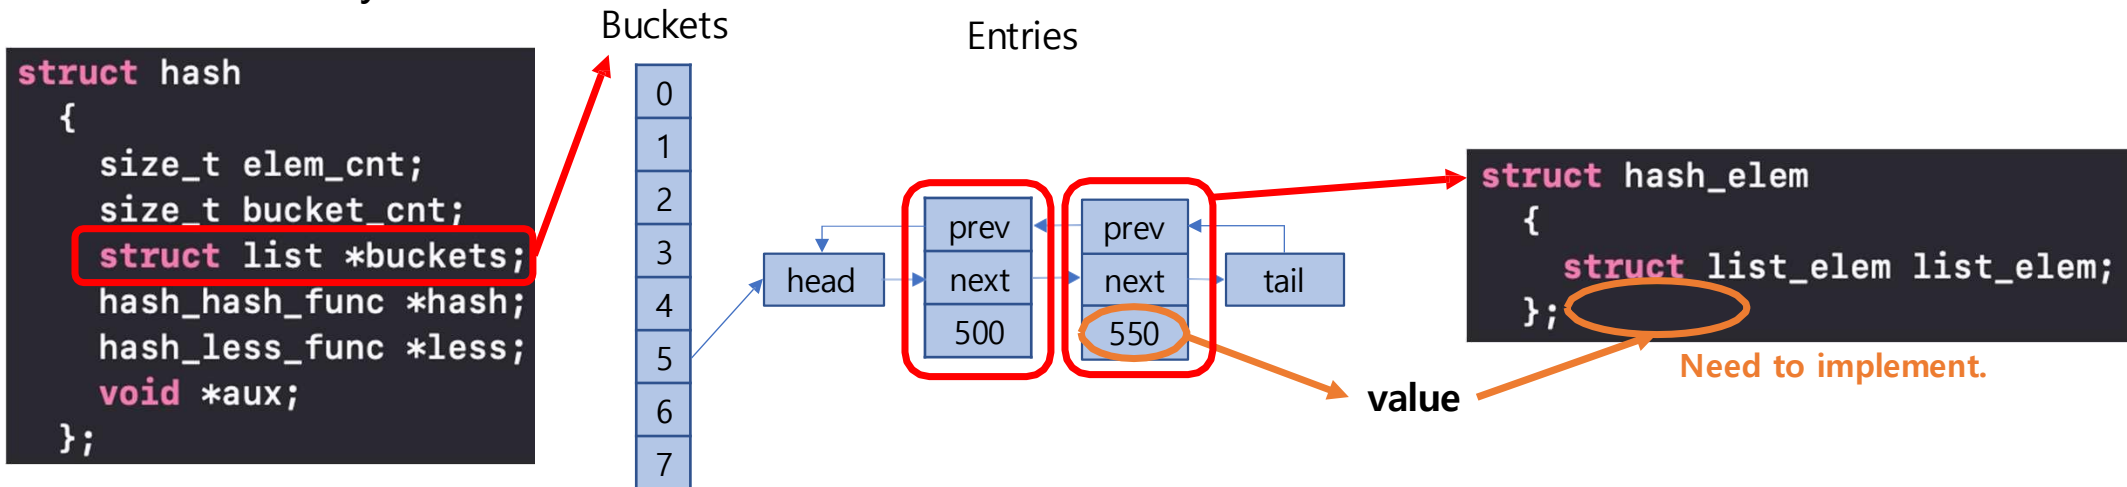 Buckets
Entries
struct hash
{
size_t elem_cnt;
size_t bucket_cnt;
struct list *buckets;
hash_hash_func *hash;
hash_less_func *less;
void *aux;
};
0
1
2
3
4
5
6
7
head
prev
next
500
prev
next
550
tail
struct hash_elem
{
struct list_elem list_elem;
};
value
Need to implement.